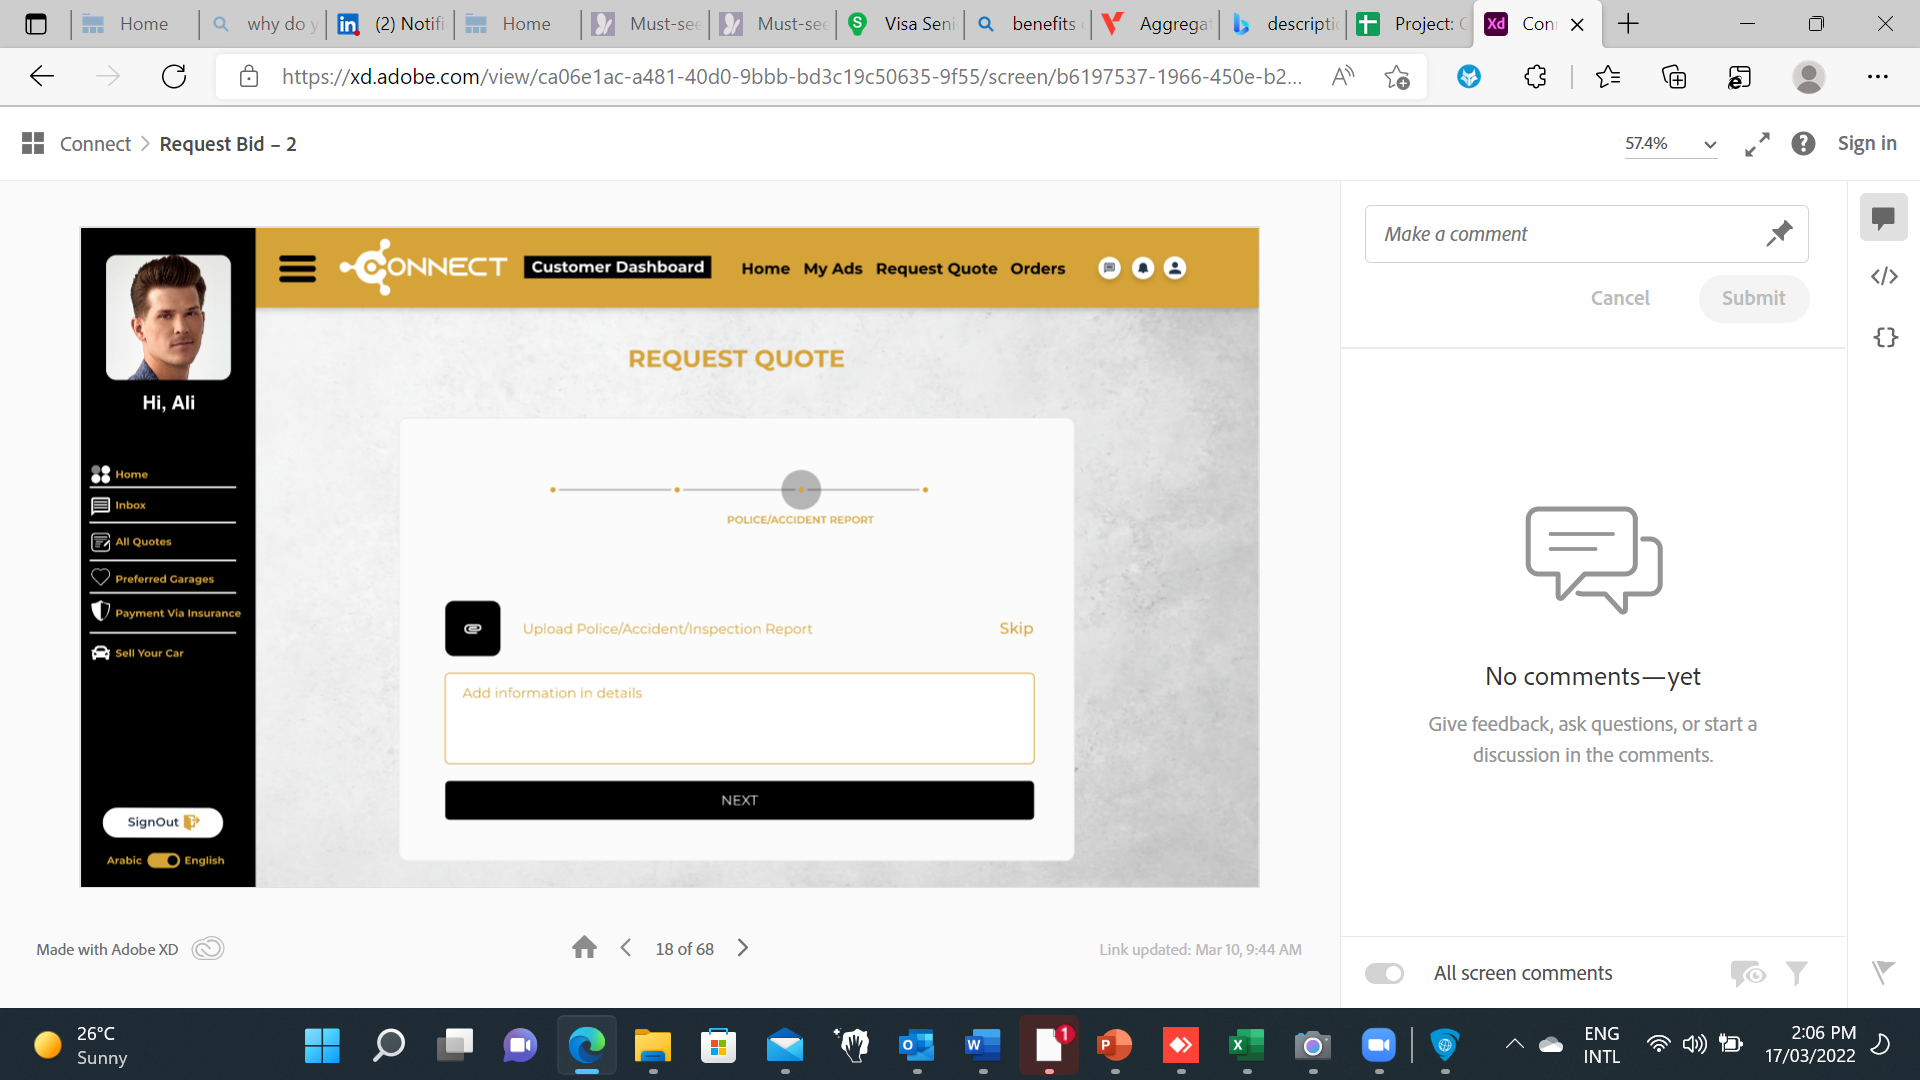 Home
why do y
(2) Notifi
Home
Must-see
Must-see
Visa Seni
benefits
Aggregat
descriptio
Project: C
Xd
Con
https://xd.adobe.com/view/ca06e1ac-a481-40d0-9bbb-bd3c19c50635-9f55/screen/b6197537-1966-450e-b2...
Connect > Request Bid – 2
57.4%
Sign in
CONNECT
Customer Dashboard
Home
My Ads
Request Quote
Orders
Hi, Ali
Home
Inbox
All Quotes
Preferred Garages
Payment Via Insurance
Sell Your Car
SignOut
Arabic
English
REQUEST QUOTE
POLICE/ACCIDENT REPORT
Upload Police/Accident/Inspection Report
Skip
Add information in details
NEXT
Made with Adobe XD
18 of 68
Link updated: Mar 10, 9:44 AM
Make a comment
Cancel
Submit
No comments—yet
Give feedback, ask questions, or start a
discussion in the comments.
All screen comments
26°C
Sunny
1
ENG
INTL
2:06 PM
17/03/2022